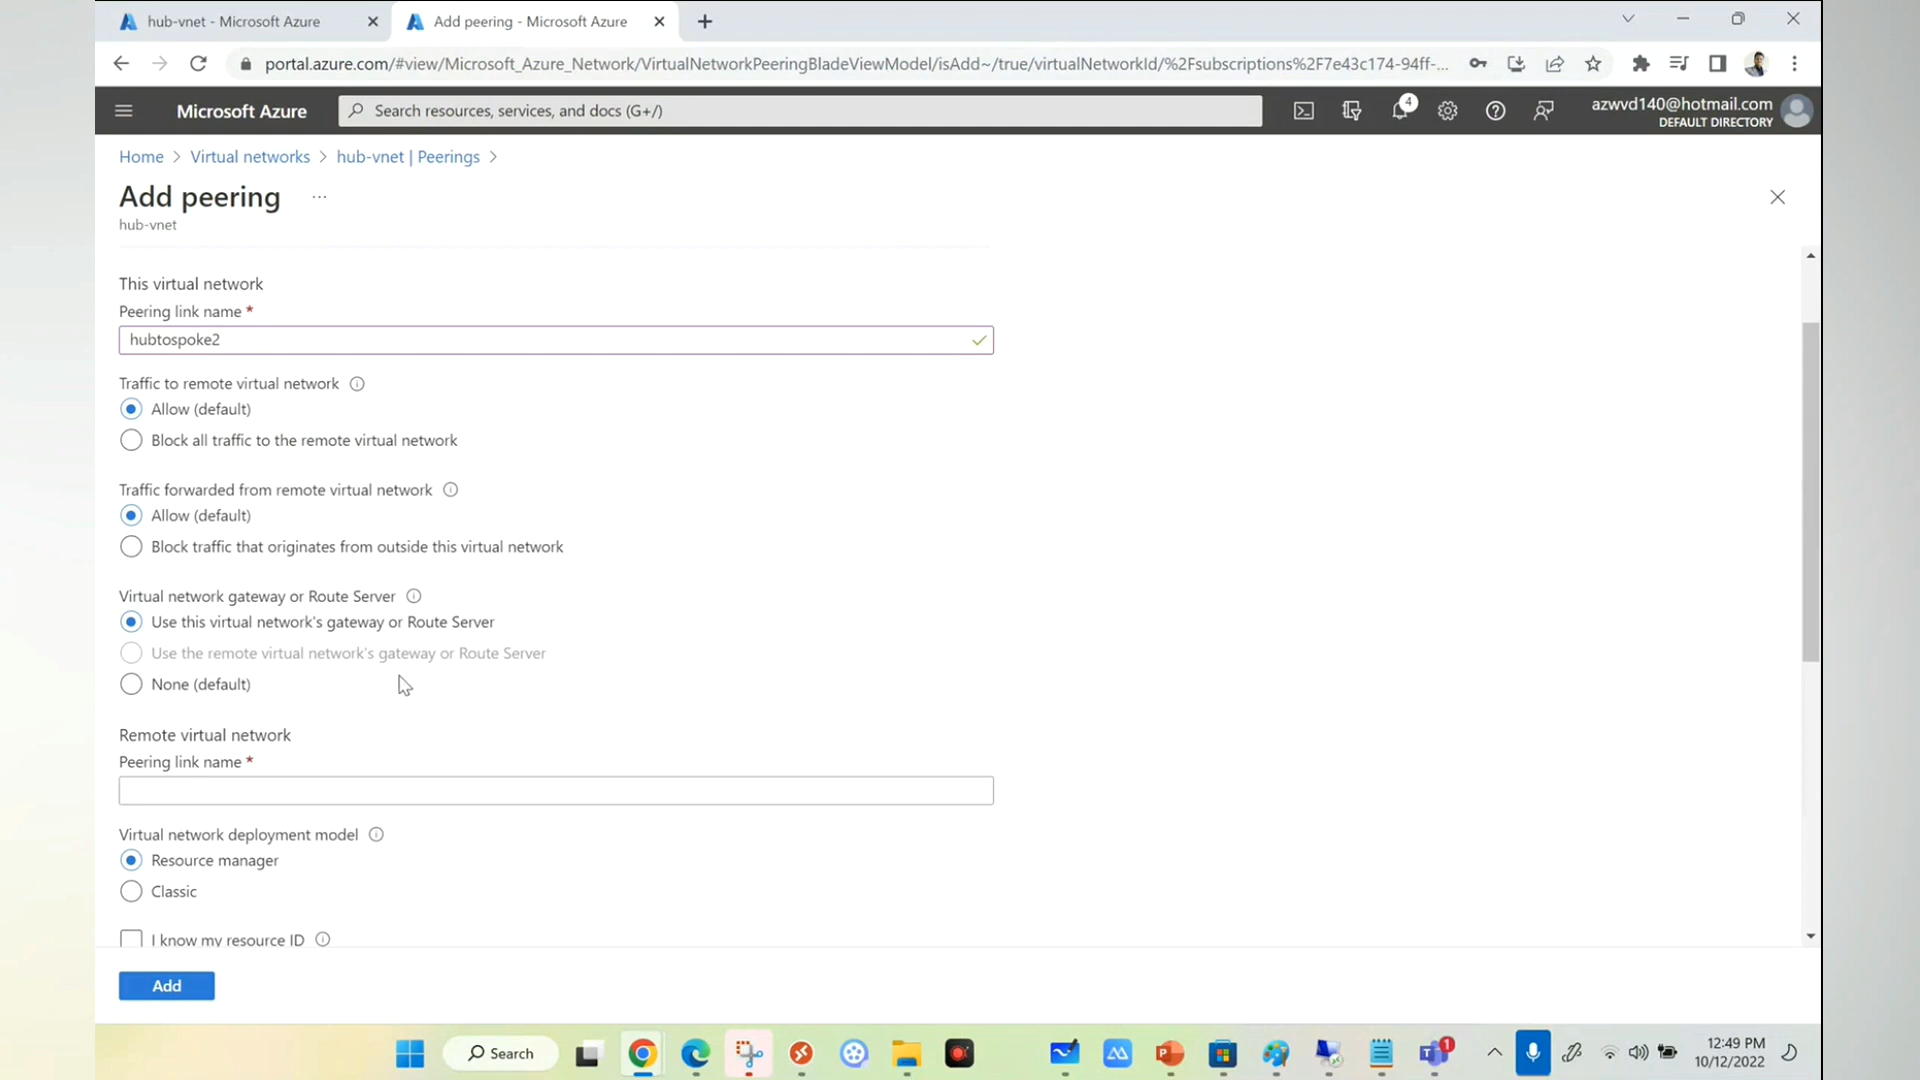 hub-vnet - Microsoft Azure
Add peering - Microsoft Azure
portal.azure.com/#view/Microsoft_Azure_Network/VirtualNetworkPeeringBladeViewModel/isAdd~/true/virtualNetworkId/%2Fsubscriptions%2F7e43c174-94ff-...
Microsoft Azure
Search resources, services, and docs (G+/)
4
azwvd140@hotmail.com
DEFAULT DIRECTORY
Home > Virtual networks > hub-vnet | Peerings >
Add peering ...
hub-vnet
This virtual network
Peering link name *
hubtospoke2
Traffic to remote virtual network
Allow (default)
Block all traffic to the remote virtual network
Traffic forwarded from remote virtual network
Allow (default)
Block traffic that originates from outside this virtual network
Virtual network gateway or Route Server
Use this virtual network's gateway or Route Server
Use the remote virtual network's gateway or Route Server
None (default)
Remote virtual network
Peering link name *
Virtual network deployment model
Resource manager
Classic
I know my resource ID
Add
Search
1
12:49 PM
10/12/2022